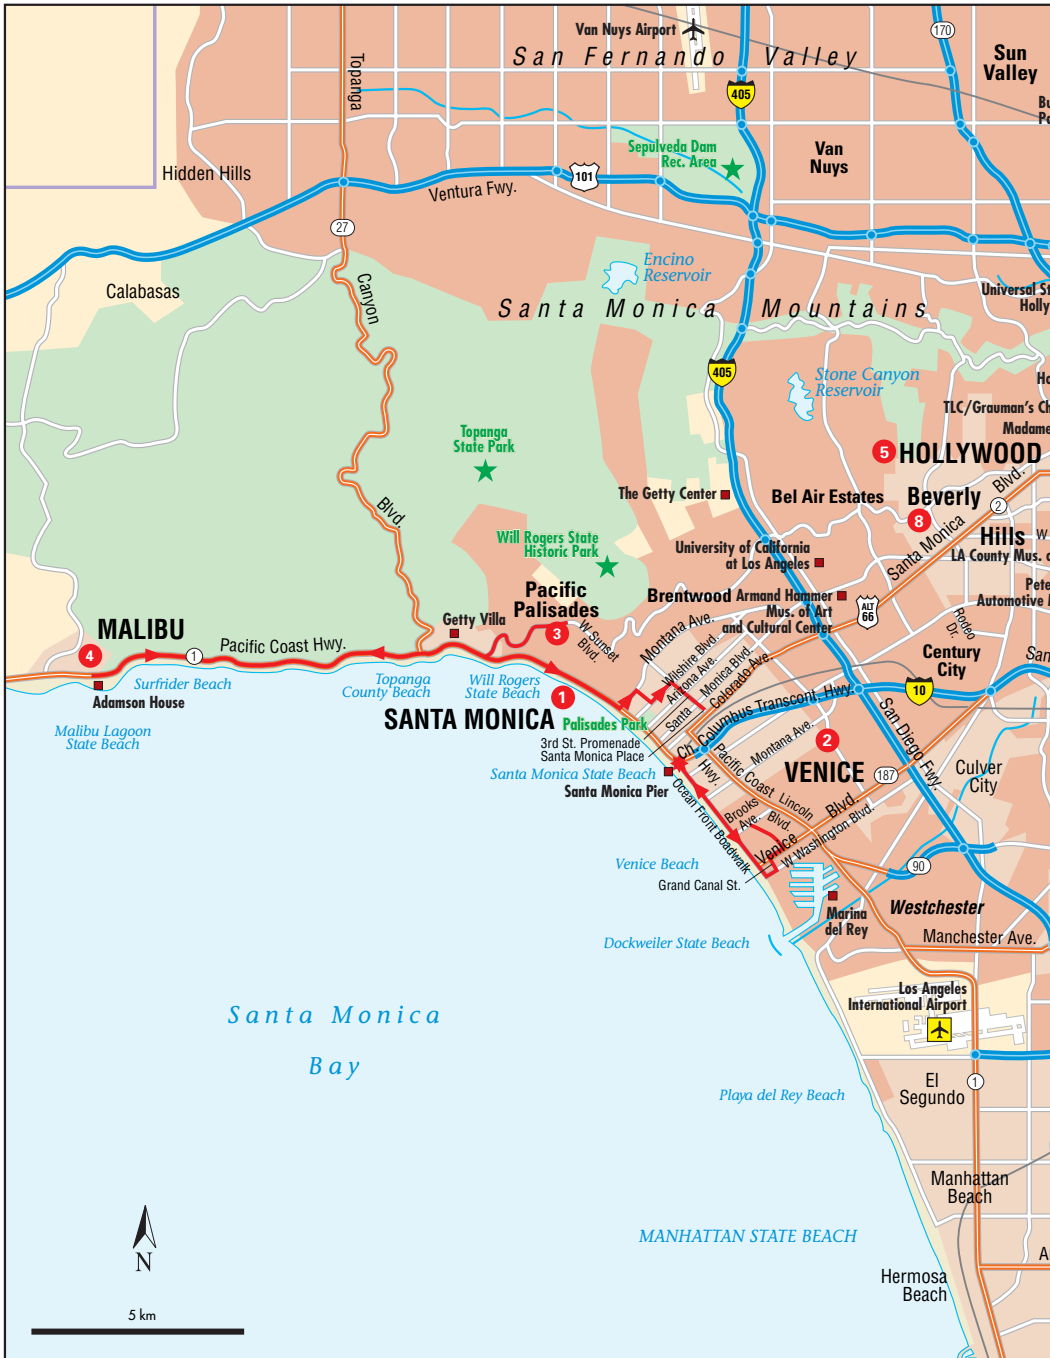 Van Nuys Airport
San Fernando Valley
170
Sun
Valley
Topanga
405
Sepulveda Dam
Rec. Area
Van
Nuys
Hidden Hills
101
Ventura Fwy.
27
Encino
Reservoir
Calabasas
Canyon
Santa Monica Mountains
Universal St
Holly
405
Stone Canyon
Reservoir
TLC/Grauman's Ch
Madame
Topanga
State Park
5
HOLLYWOOD
The Getty Center
Bel Air Estates
Beverly
Hills
8
Blvd.
2
Santa Monica
Blvd.
Will Rogers State
Historic Park
University of California
at Los Angeles
LA County Mus. o
Pete
Automotive M
Pacific
Palisades
3
Brentwood
Armand Hammer
Mus. of Art
and Cultural Center
ALT
66
Rodeo
Dr.
Getty Villa
W Sunset
Blvd.
Montana Ave.
Wilshire Blvd.
Arizona Ave.
Santa Monica Blvd.
Colorado Ave.
Century
City
San
MALIBU
4
Pacific Coast Hwy.
1
Surfrider Beach
Adamson House
Malibu Lagoon
State Beach
Topanga
County Beach
Will Rogers
State Beach
1
SANTA MONICA
Palisades Park
Ch. Columbus Transcont. Hwy.
10
3rd St. Promenade
Santa Monica Place
Santa Monica State Beach
Santa Monica Pier
Montana Ave.
2
VENICE
San Diego Fwy.
187
Culver
City
Pacific Coast
Hwy.
Lincoln
Blvd.
Ocean Front Boadwalk
Brooks
Ave.
Venice
Blvd.
W Washington Blvd.
Venice Beach
Grand Canal St.
90
Marina
del Rey
Westchester
Dockweiler State Beach
Manchester Ave.
Los Angeles
International Airport
Santa Monica
Bay
El
Segundo
1
Playa del Rey Beach
Manhattan
Beach
MANHATTAN STATE BEACH
N
Hermosa
Beach
5 km